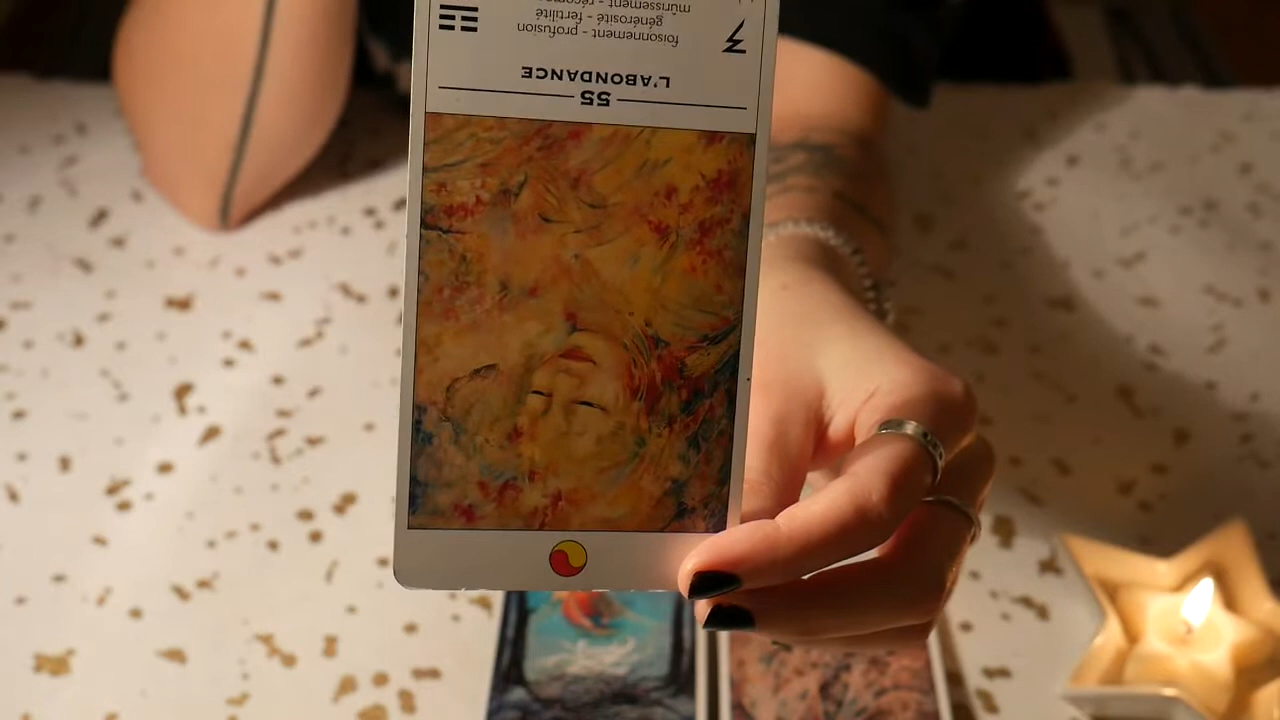 55
L'ABONDANCE
foisonnement - profusion
générosité - fertilité
mûrissement -